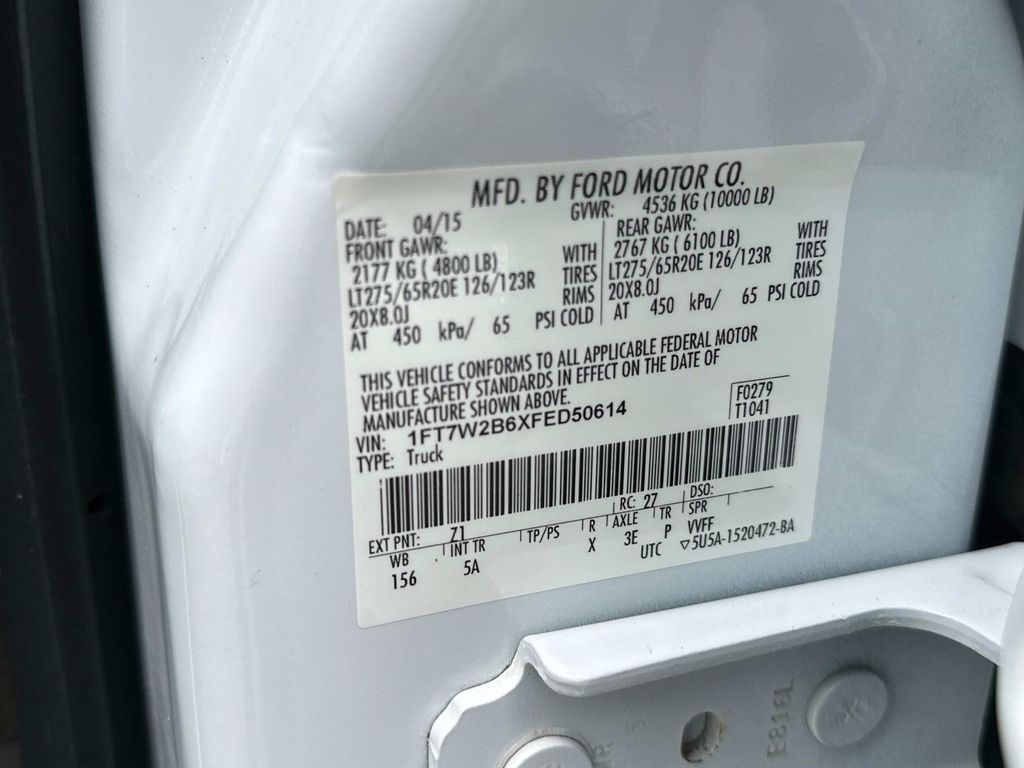 MFD. BY FORD MOTOR CO.
DATE: 04/15 GVWR: 4536 KG (10000 LB)
FRONT GAWR: REAR GAWR:
2177 KG ( 4800 LB) WITH 2767 KG ( 6100 LB) WITH
LT275/65R20E 126/123R TIRES LT275/65R20E 126/123R TIRES
20X8.0J RIMS 20X8.0J RIMS
AT 450 kPa/ 65 PSI COLD AT 450 kPa/ 65 PSI COLD
THIS VEHICLE CONFORMS TO ALL APPLICABLE FEDERAL MOTOR
VEHICLE SAFETY STANDARDS IN EFFECT ON THE DATE OF
MANUFACTURE SHOWN ABOVE.
F0279
VIN: 1FT7W2B6XFED50614
T1041
TYPE: Truck
EXT PNT: Z1 RC: 27 DSO:
WB INT TR TP/PS R AXLE TR SPR
156 5A X 3E P VVFF
UTC ▽5U5A-1520472-BA
E816L